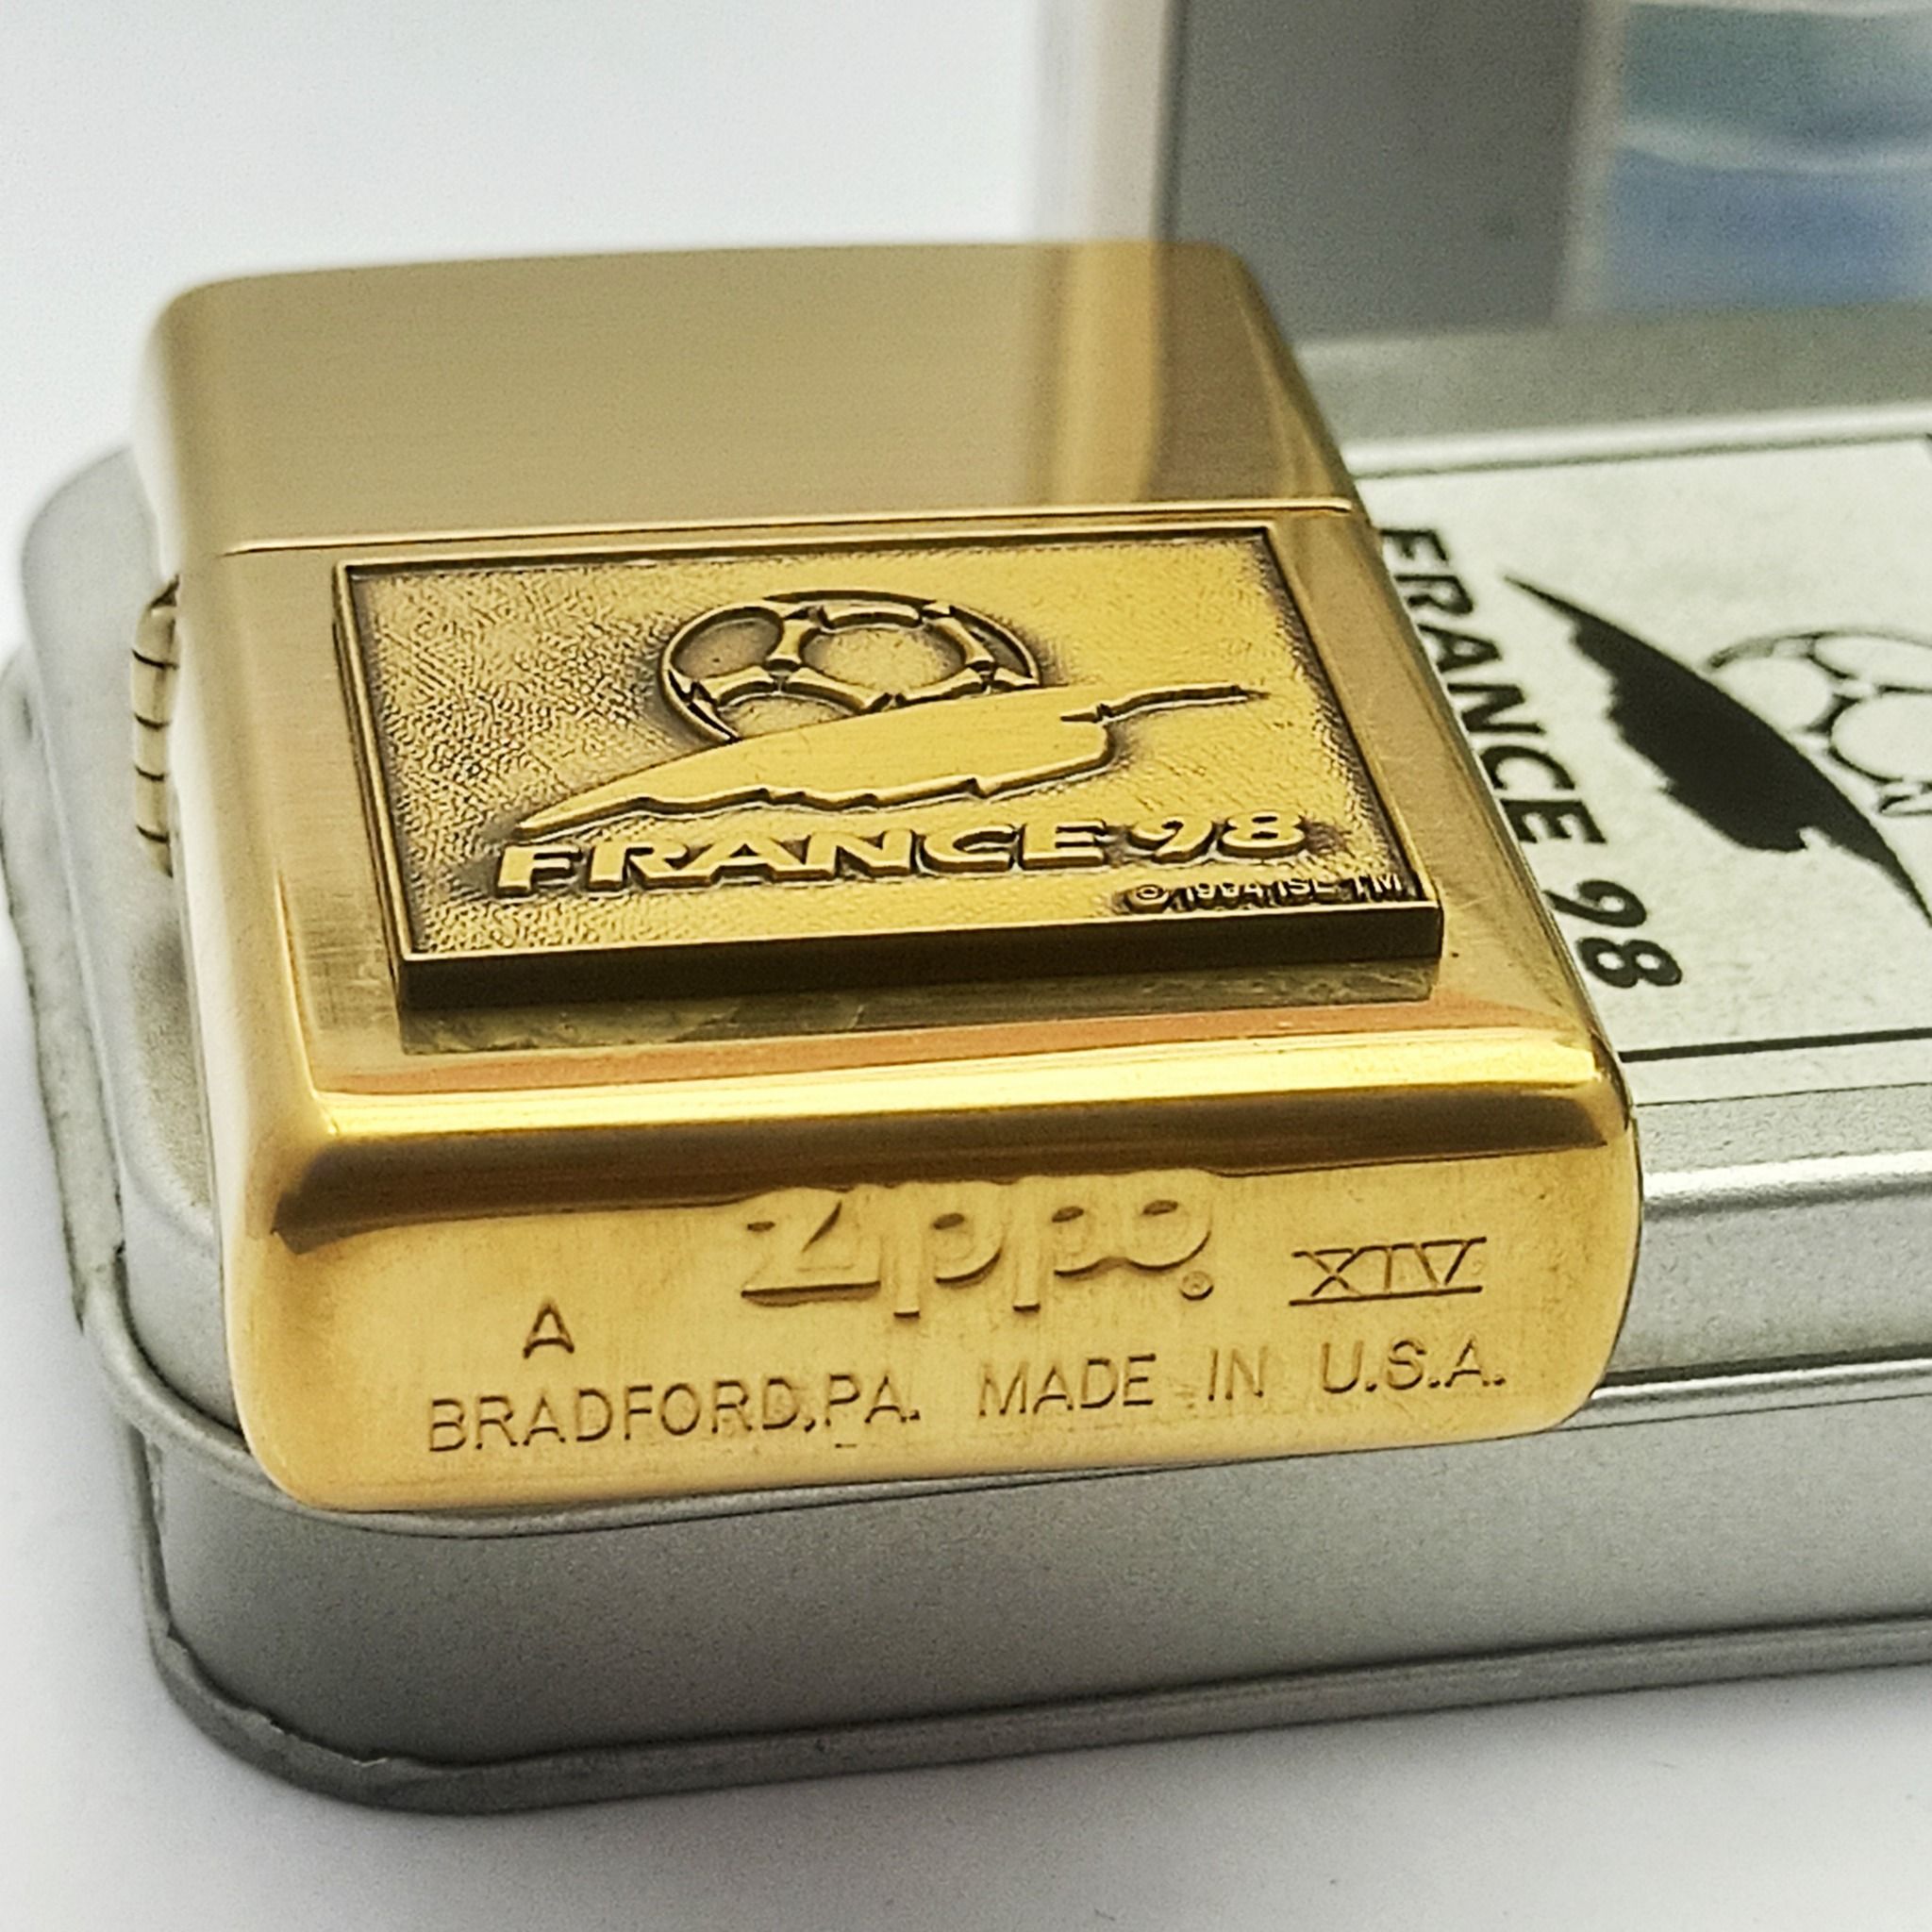 FRANCE 98
© 1994 ISL TM
zippo®
XIV
A
BRADFORD,PA. MADE IN U.S.A.
FRANCE 98